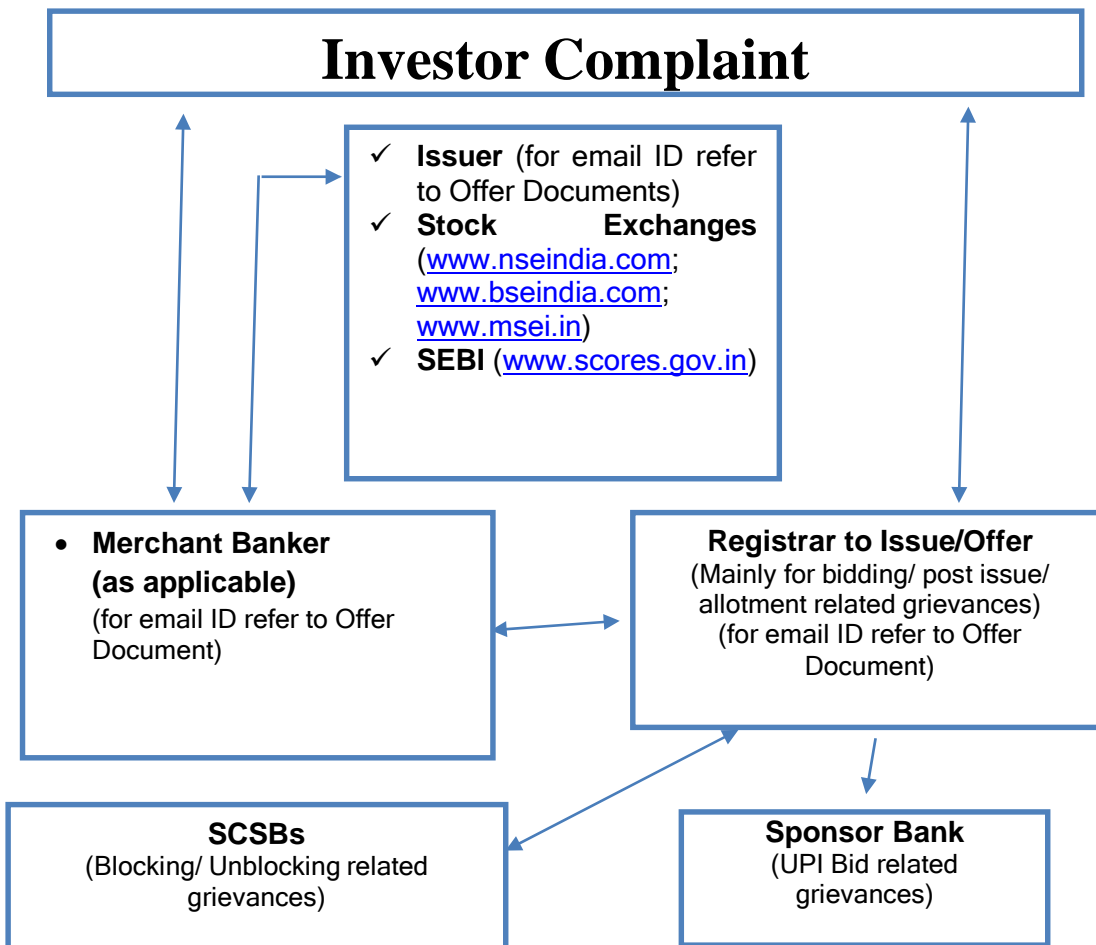 Investor Complaint
✓ Issuer (for email ID refer
to Offer Documents)
✓ Stock Exchanges
(www.nseindia.com;
www.bseindia.com;
www.msei.in)
✓ SEBI (www.scores.gov.in)
• Merchant Banker
(as applicable)
(for email ID refer to Offer
Document)
Registrar to Issue/Offer
(Mainly for bidding/ post issue/
allotment related grievances)
(for email ID refer to Offer
Document)
SCSBs
(Blocking/ Unblocking related
grievances)
Sponsor Bank
(UPI Bid related
grievances)